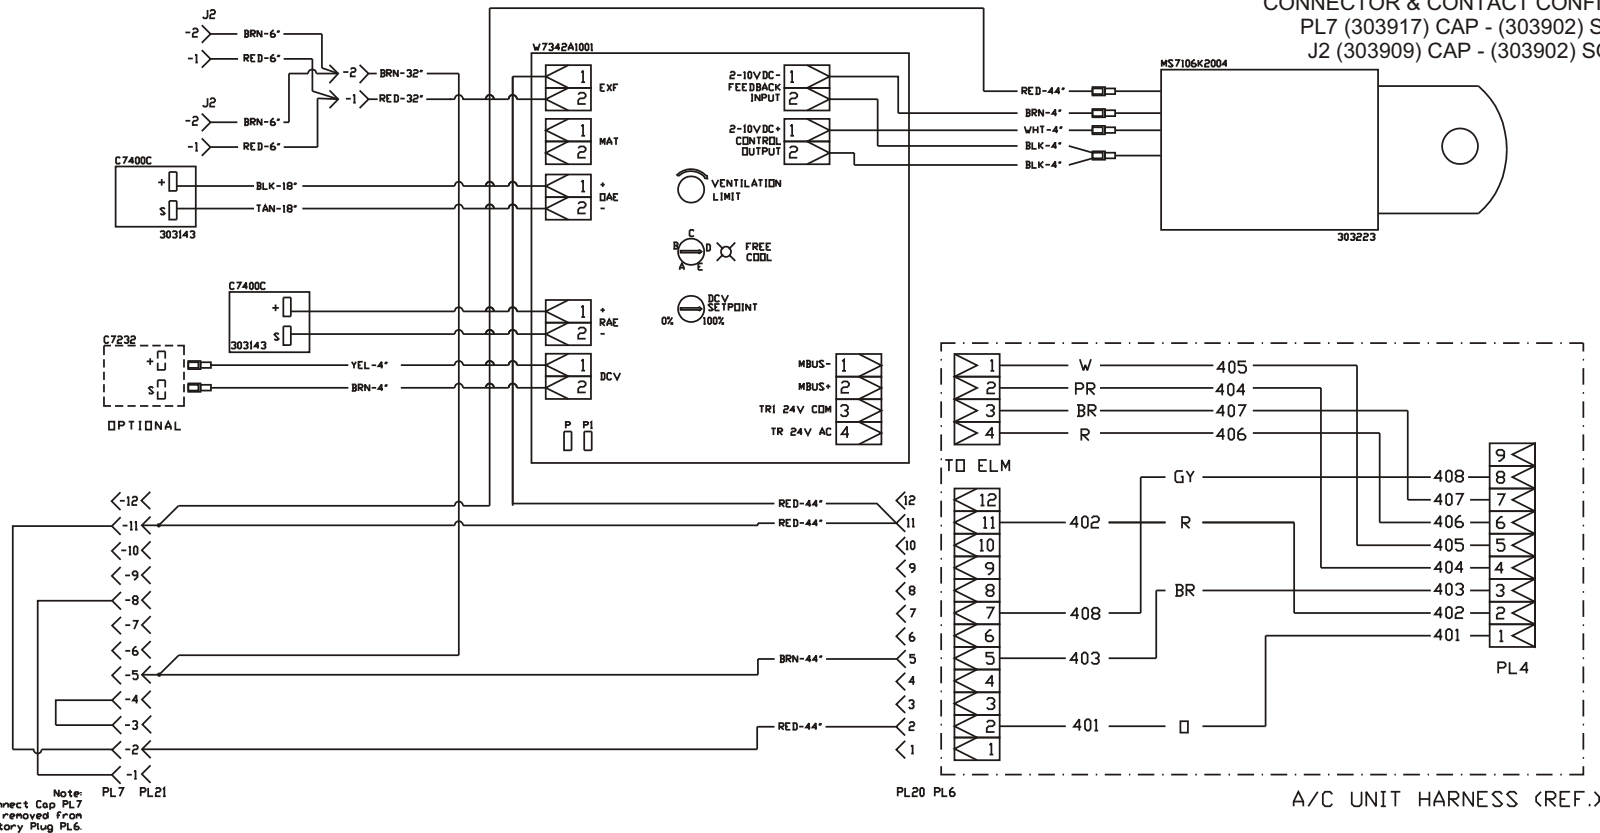 CONNECTOR & CONTACT CONFI
PL7 (303917) CAP - (303902) S
J2 (303909) CAP - (303902) SO
J2
-2 BRN-6"
-1 RED-6"
-2 BRN-32"
-1 RED-32"
J2
-2 BRN-6"
-1 RED-6"
C7400C
+ BLK-18"
S TAN-18"
303143
C7400C
+
S
303143
C7232
+ YEL-4"
S BRN-4"
OPTIONAL
W7342A1001
1 EXF
2
1 MAT
2
1 +
OAE
2 -
1 +
RAE
2 -
1 DCV
2
P P1
2-10VDC- 1
FEEDBACK
INPUT 2
2-10VDC+ 1
CONTROL
OUTPUT 2
VENTILATION
LIMIT
C
B D
A E
FREE
COOL
DCV
SETPOINT
0% 100%
MBUS- 1
MBUS+ 2
TR1 24V COM 3
TR 24V AC 4
MS7106K2004
RED-44"
BRN-4"
WHT-4"
BLK-4"
BLK-4"
303223
1 W 405
2 PR 404
3 BR 407
4 R 406
TO ELM
-12
-11
-10
-9
-8
-7
-6
-5
-4
-3
-2
-1
PL7 PL21
RED-44"
RED-44"
BRN-44"
RED-44"
12
11
10
9
8
7
6
5
4
3
2
1
PL20 PL6
12
11 402 R
10
9
8
7 408 GY
6
5 403 BR
4
3
2 401 O
1
9
408 8
407 7
406 6
405 5
404 4
403 3
402 2
401 1
PL4
A/C UNIT HARNESS (REF.)
Note:
nnect Cap PL7
removed from
tory Plug PL6.